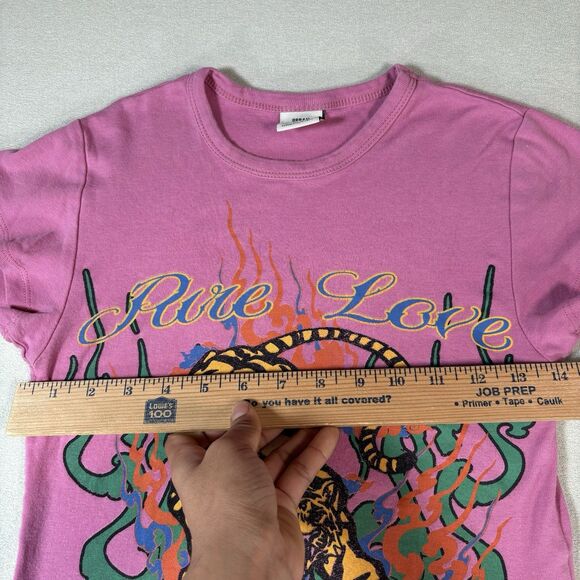 Pure Love
1 2 3 4 5 6 7 8 9 10 11 12 13 14
LOWE'S
100
Do you have it all covered?
JOB PREP
• Primer • Tape • Caulk